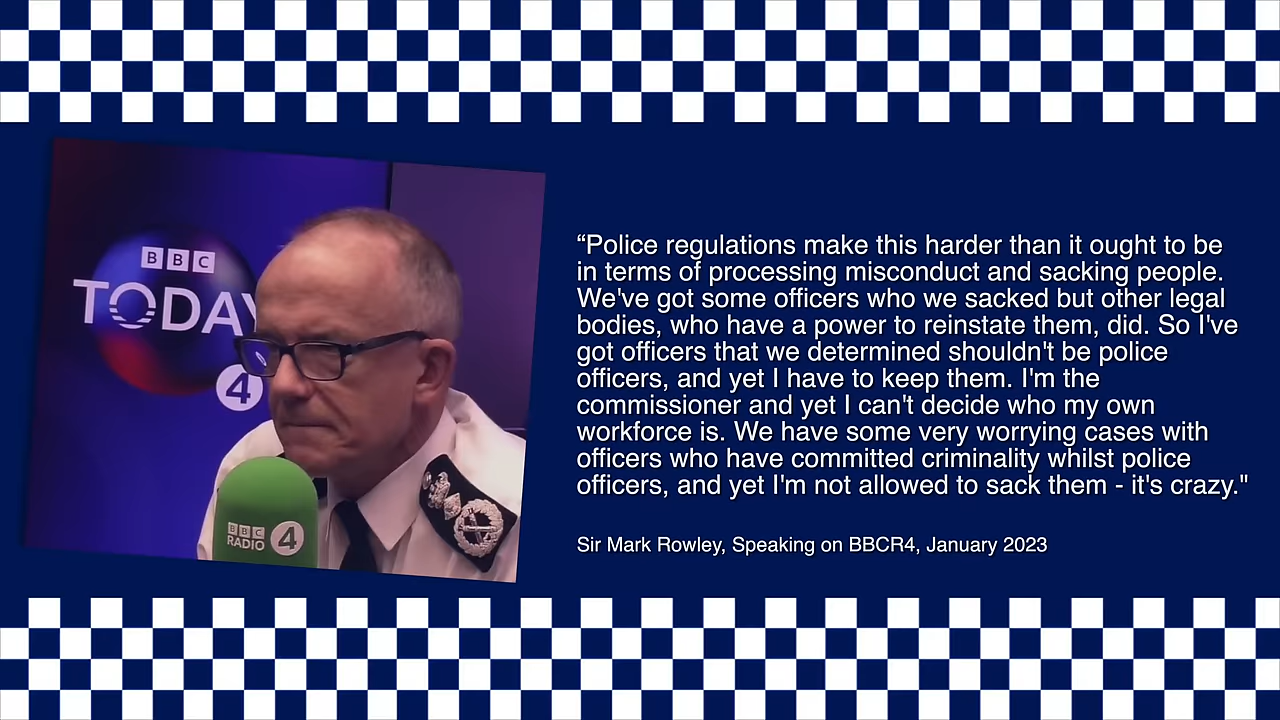 BBC
TODAY
4
BBC
RADIO 4
“Police regulations make this harder than it ought to be
in terms of processing misconduct and sacking people.
We've got some officers who we sacked but other legal
bodies, who have a power to reinstate them, did. So I've
got officers that we determined shouldn't be police
officers, and yet I have to keep them. I'm the
commissioner and yet I can't decide who my own
workforce is. We have some very worrying cases with
officers who have committed criminality whilst police
officers, and yet I'm not allowed to sack them - it's crazy."
Sir Mark Rowley, Speaking on BBCR4, January 2023